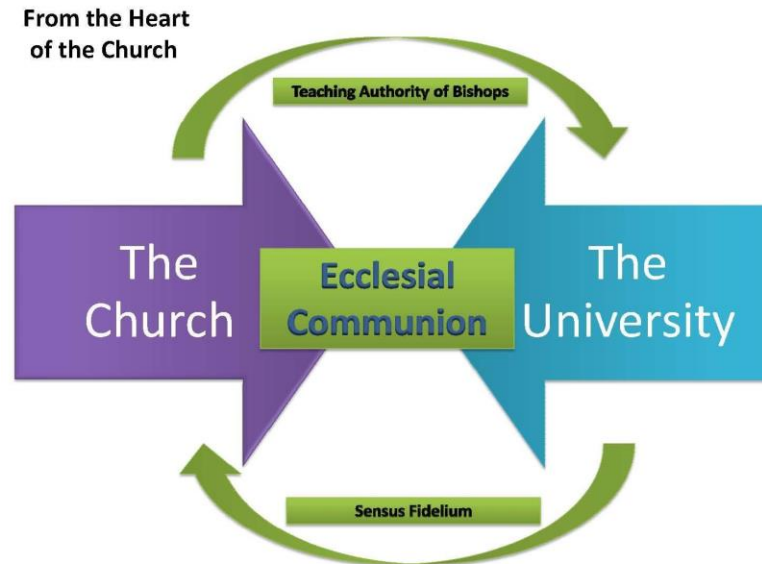 From the Heart
of the Church
Teaching Authority of Bishops
The
Church
Ecclesial
Communion
The
University
Sensus Fidelium